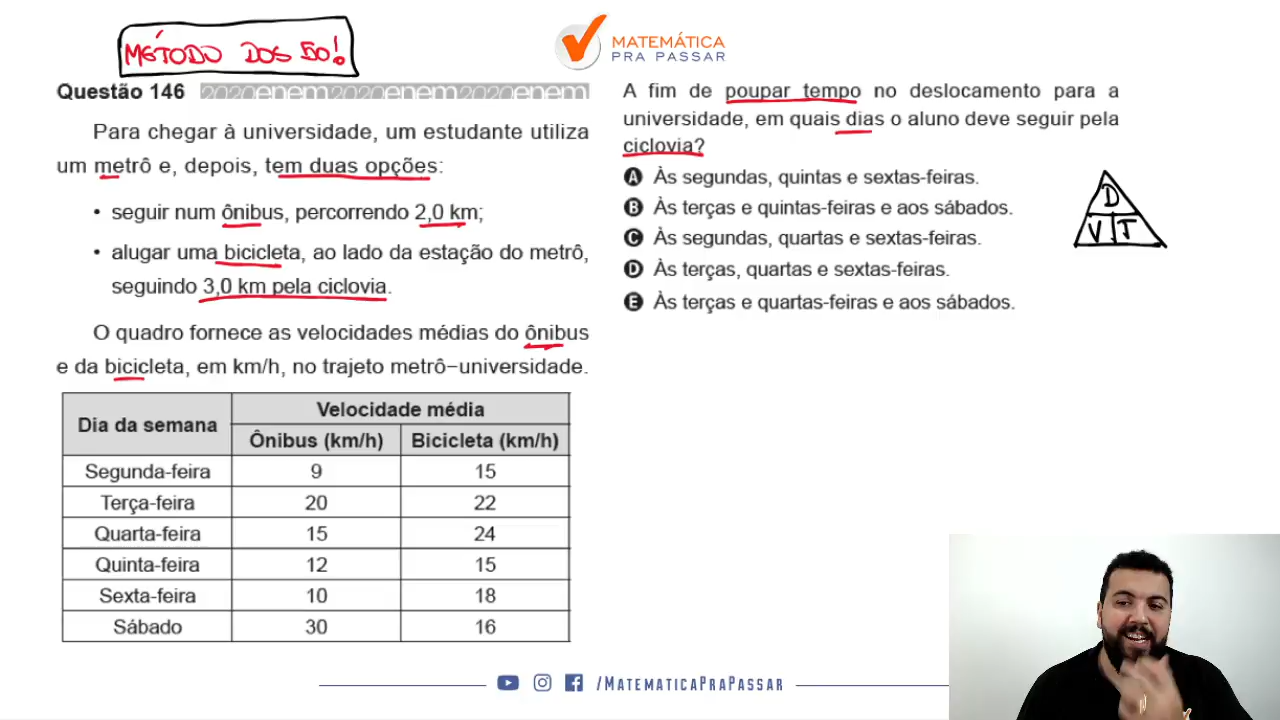 MÉTODO DOS 50!
MATEMÁTICA
PRA PASSAR
Questão 146
2020enem2020enem2020enem
Para chegar à universidade, um estudante utiliza
um metrô e, depois, tem duas opções:
• seguir num ônibus, percorrendo 2,0 km;
• alugar uma bicicleta, ao lado da estação do metrô,
seguindo 3,0 km pela ciclovia.
O quadro fornece as velocidades médias do ônibus
e da bicicleta, em km/h, no trajeto metrô−universidade.
Dia da semana
Velocidade média
Ônibus (km/h) Bicicleta (km/h)
Segunda-feira 9 15
Terça-feira 20 22
Quarta-feira 15 24
Quinta-feira 12 15
Sexta-feira 10 18
Sábado 30 16
A fim de poupar tempo no deslocamento para a
universidade, em quais dias o aluno deve seguir pela
ciclovia?
A Às segundas, quintas e sextas-feiras.
B Às terças e quintas-feiras e aos sábados.
C Às segundas, quartas e sextas-feiras.
D Às terças, quartas e sextas-feiras.
E Às terças e quartas-feiras e aos sábados.
D
V T
/MATEMATICAPRAPASSAR